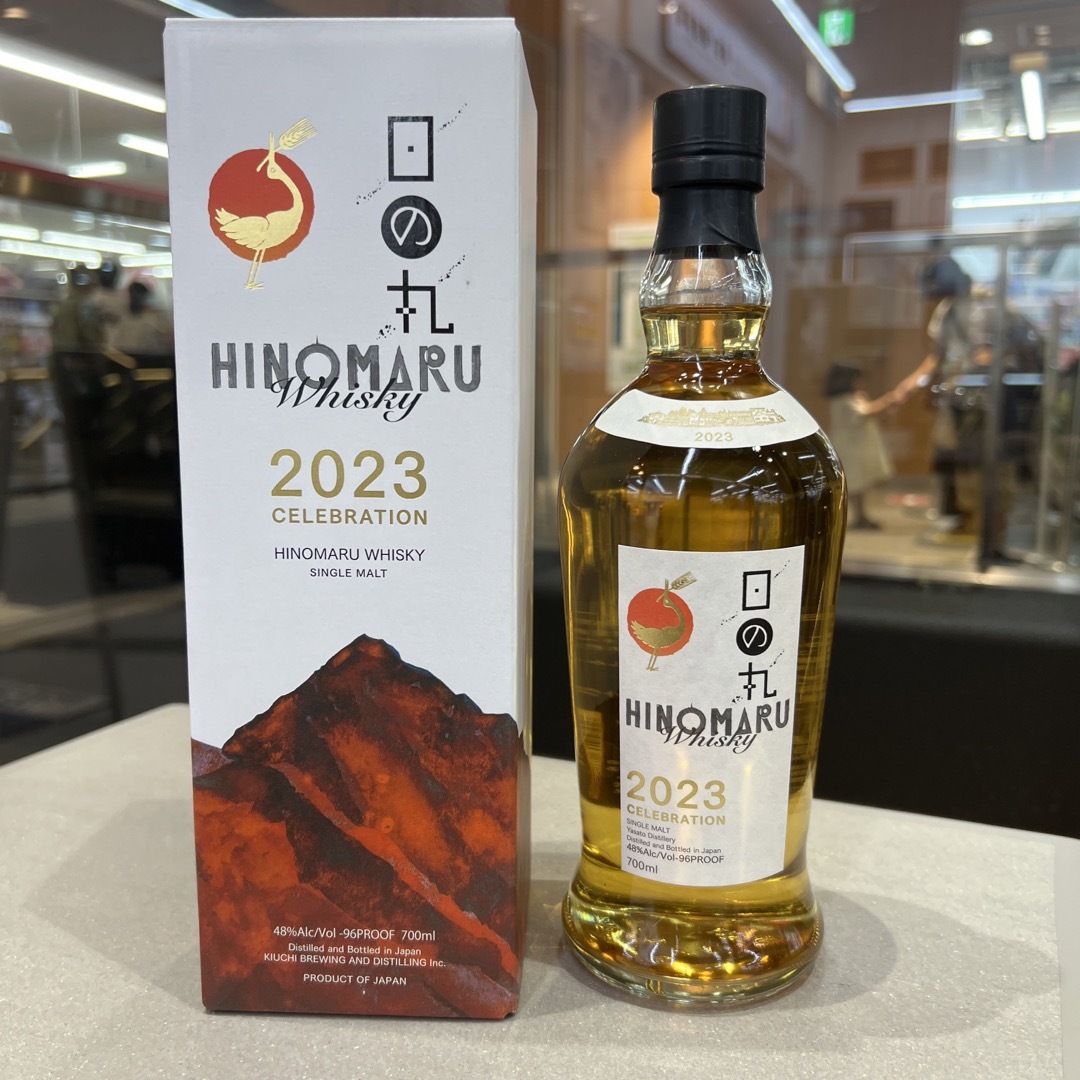 日の丸
HINOMARU
Whisky
2023
CELEBRATION
HINOMARU WHISKY
SINGLE MALT
48%Alc/Vol -96PROOF 700ml
Distilled and Bottled in Japan
KIUCHI BREWING AND DISTILLING Inc.
PRODUCT OF JAPAN
2023
日の丸
HINOMARU
Whisky
2023
CELEBRATION
SINGLE MALT
Yasato Distillery
Distilled and Bottled in Japan
48%Alc/Vol-96PROOF
700ml